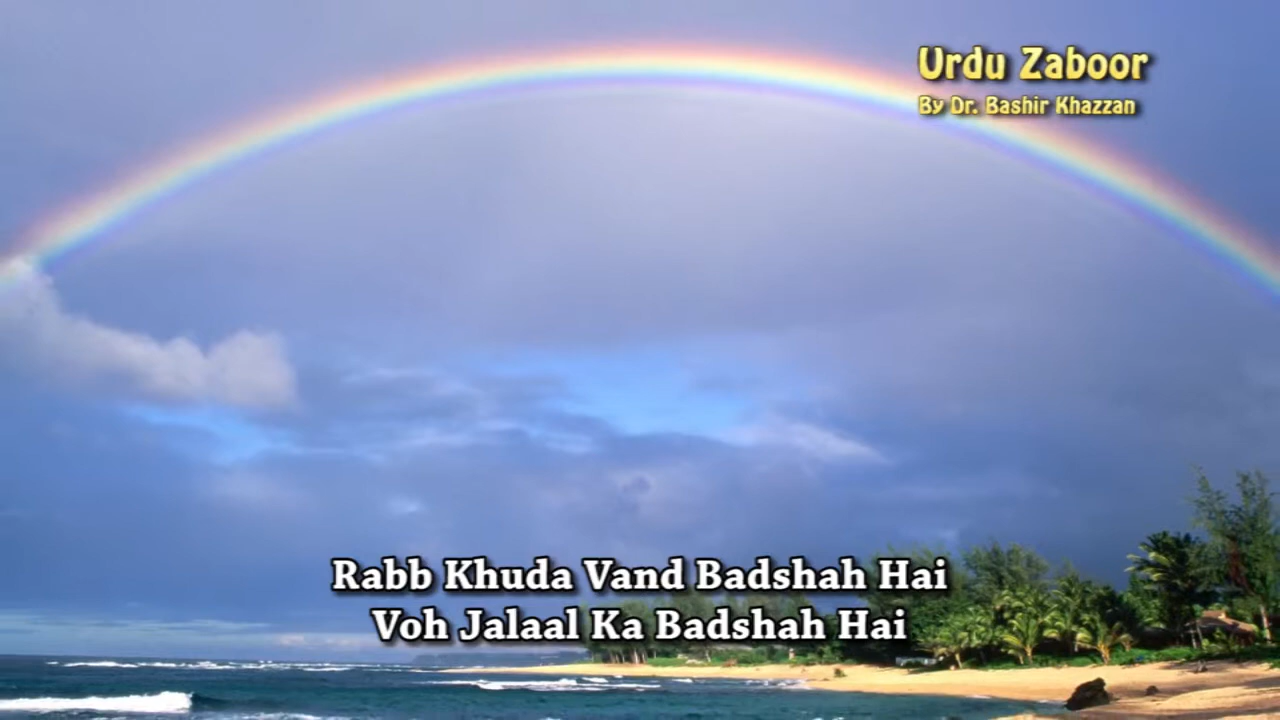 Urdu Zaboor
By Dr. Bashir Khazzan
Rabb Khuda Vand Badshah Hai
Voh Jalaal Ka Badshah Hai